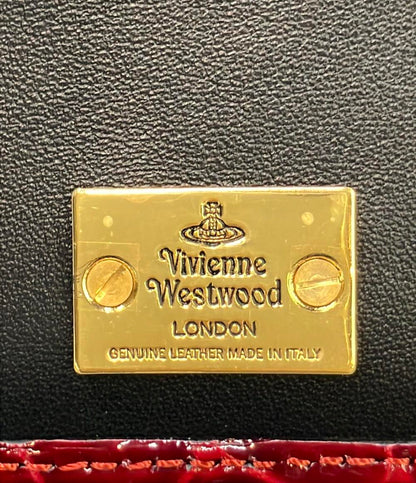 Vivienne
Westwood
LONDON
GENUINE LEATHER MADE IN ITALY